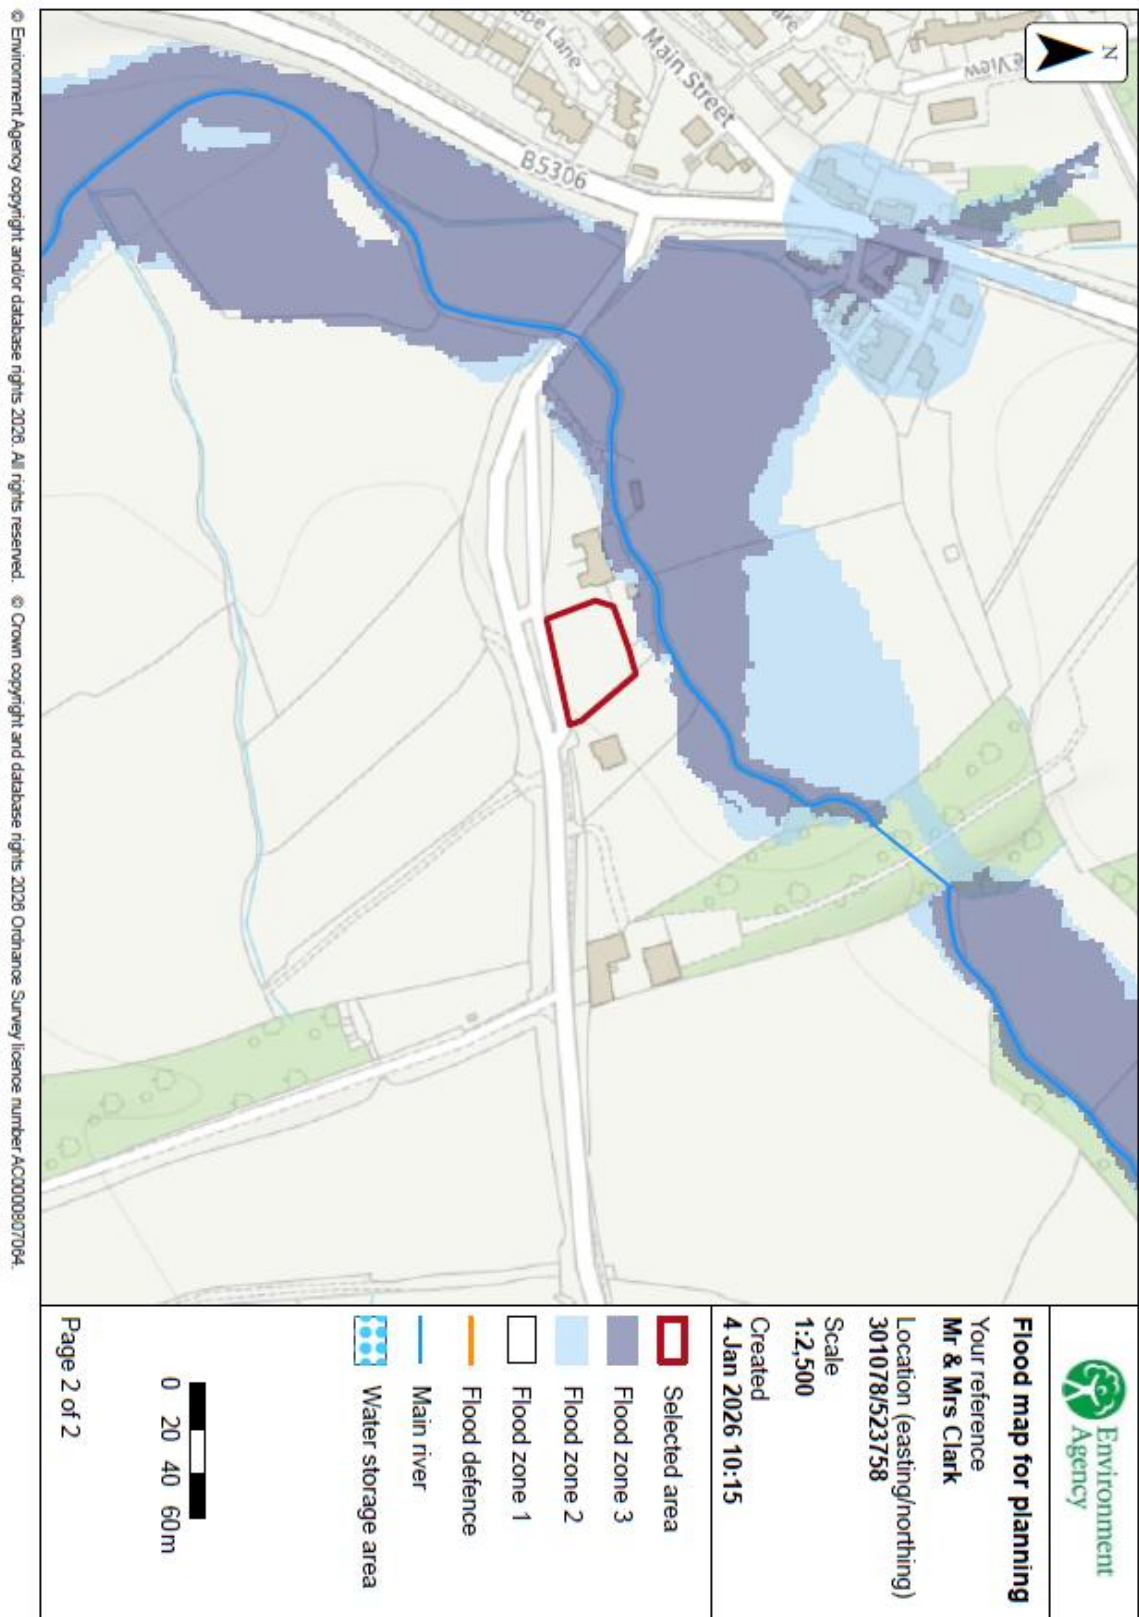 N
Main Street
B5306
Environment
Agency
Flood map for planning
Your reference
Mr & Mrs Clark
Location (easting/northing)
301078/523758
Scale
1:2,500
Created
4 Jan 2026 10:15
Selected area
Flood zone 3
Flood zone 2
Flood zone 1
Flood defence
Main river
Water storage area
0 20 40 60m
Page 2 of 2
© Environment Agency copyright and/or database rights 2026. All rights reserved. © Crown copyright and database rights 2026 Ordnance Survey licence number AC0000807064.